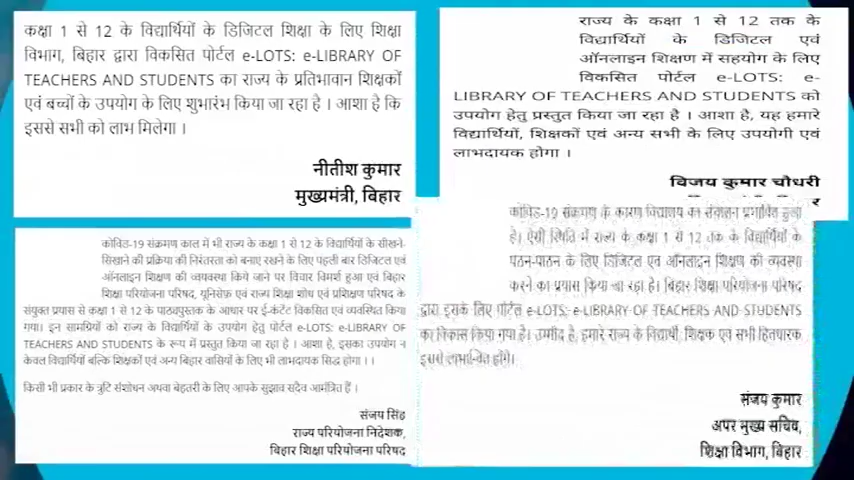 कक्षा 1 से 12 के विद्यार्थियों के डिजिटल शिक्षा के लिए शिक्षा
विभाग, बिहार द्वारा विकसित पोर्टल e-LOTS: e-LIBRARY OF
TEACHERS AND STUDENTS का राज्य के प्रतिभावान शिक्षकों
एवं बच्चों के उपयोग के लिए शुभारंभ किया जा रहा है । आशा है कि
इससे सभी को लाभ मिलेगा ।
नीतीश कुमार
मुख्यमंत्री, बिहार
राज्य के कक्षा 1 से 12 तक के
विद्यार्थियों के डिजिटल एवं
ऑनलाइन शिक्षण में सहयोग के लिए
विकसित पोर्टल e-LOTS: e-
LIBRARY OF TEACHERS AND STUDENTS को
उपयोग हेतु प्रस्तुत किया जा रहा है । आशा है, यह हमारे
विद्यार्थियों, शिक्षकों एवं अन्य सभी के लिए उपयोगी एवं
लाभदायक होगा ।
विजय कुमार चौधरी
कोविड-19 संक्रमण काल में भी राज्य के कक्षा 1 से 12 के विद्यार्थियों के सीखने-
सिखाने की प्रक्रिया की निरंतरता को बनाए रखने के लिए पहली बार डिजिटल एवं
ऑनलाइन शिक्षण की व्यवस्था किये जाने पर विचार विमर्श हुआ एवं बिहार
शिक्षा परियोजना परिषद, यूनिसेफ़ एवं राज्य शिक्षा शोध एवं प्रशिक्षण परिषद के
संयुक्त प्रयास से कक्षा 1 से 12 के पाठ्यपुस्तक के आधार पर ई-कंटेंट विकसित एवं व्यवस्थित किया
गया। इन सामग्रियों को राज्य के विद्यार्थियों के उपयोग हेतु पोर्टल e-LOTS: e-LIBRARY OF
TEACHERS AND STUDENTS के रूप में प्रस्तुत किया जा रहा है । आशा है, इसका उपयोग न
केवल विद्यार्थियों बल्कि शिक्षकों एवं अन्य बिहार वासियों के लिए भी लाभदायक सिद्ध होगा । ।
किसी भी प्रकार के त्रुटि संशोधन अथवा बेहतरी के लिए आपके सुझाव सदैव आमंत्रित हैं ।
संजय सिंह
राज्य परियोजना निदेशक,
बिहार शिक्षा परियोजना परिषद
कोविड-19 संक्रमण के कारण विद्यालय का संचालन प्रभावित हुआ
है। ऐसी स्थिति में राज्य के कक्षा 1 से 12 तक के विद्यार्थियों के
पठन-पाठन के लिए डिजिटल एवं ऑनलाइन शिक्षण की व्यवस्था
करने का प्रयास किया जा रहा है। बिहार शिक्षा परियोजना परिषद
द्वारा इसके लिए पोर्टल e-LOTS: e-LIBRARY OF TEACHERS AND STUDENTS
का विकास किया गया है। उम्मीद है, हमारे राज्य के विद्यार्थी, शिक्षक एवं सभी हितधारक
इससे लाभान्वित होंगे।
संजय कुमार
अपर मुख्य सचिव,
शिक्षा विभाग, बिहार